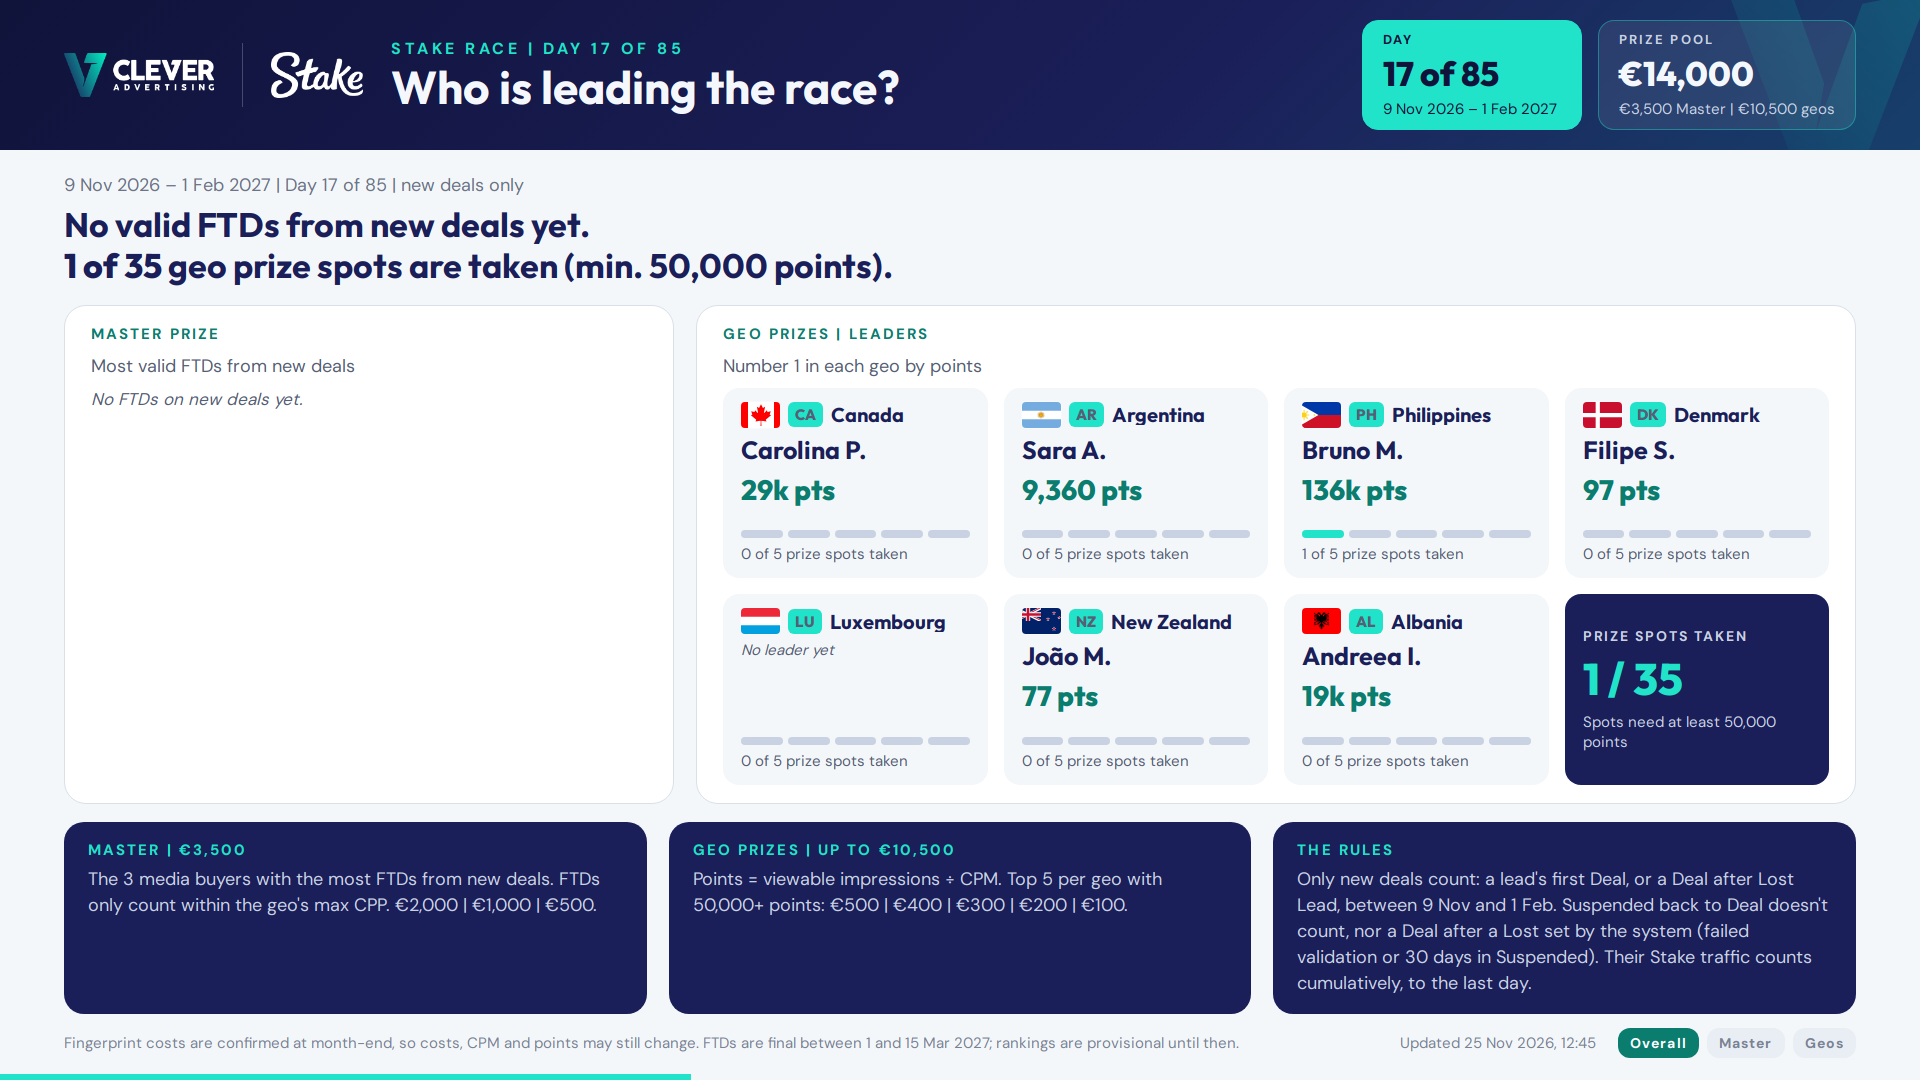 CLEVER
ADVERTISING
Stake
STAKE RACE | DAY 17 OF 85
Who is leading the race?
DAY
17 of 85
9 Nov 2026 – 1 Feb 2027
PRIZE POOL
€14,000
€3,500 Master | €10,500 geos
9 Nov 2026 – 1 Feb 2027 | Day 17 of 85 | new deals only
No valid FTDs from new deals yet.
1 of 35 geo prize spots are taken (min. 50,000 points).
MASTER PRIZE
Most valid FTDs from new deals
No FTDs on new deals yet.
GEO PRIZES | LEADERS
Number 1 in each geo by points
CA Canada
Carolina P.
29k pts
0 of 5 prize spots taken
AR Argentina
Sara A.
9,360 pts
0 of 5 prize spots taken
PH Philippines
Bruno M.
136k pts
1 of 5 prize spots taken
DK Denmark
Filipe S.
97 pts
0 of 5 prize spots taken
LU Luxembourg
No leader yet
0 of 5 prize spots taken
NZ New Zealand
João M.
77 pts
0 of 5 prize spots taken
AL Albania
Andreea I.
19k pts
0 of 5 prize spots taken
PRIZE SPOTS TAKEN
1 / 35
Spots need at least 50,000
points
MASTER | €3,500
The 3 media buyers with the most FTDs from new deals. FTDs
only count within the geo's max CPP. €2,000 | €1,000 | €500.
GEO PRIZES | UP TO €10,500
Points = viewable impressions ÷ CPM. Top 5 per geo with
50,000+ points: €500 | €400 | €300 | €200 | €100.
THE RULES
Only new deals count: a lead's first Deal, or a Deal after Lost
Lead, between 9 Nov and 1 Feb. Suspended back to Deal doesn't
count, nor a Deal after a Lost set by the system (failed
validation or 30 days in Suspended). Their Stake traffic counts
cumulatively, to the last day.
Fingerprint costs are confirmed at month-end, so costs, CPM and points may still change. FTDs are final between 1 and 15 Mar 2027; rankings are provisional until then.
Updated 25 Nov 2026, 12:45
Overall
Master
Geos